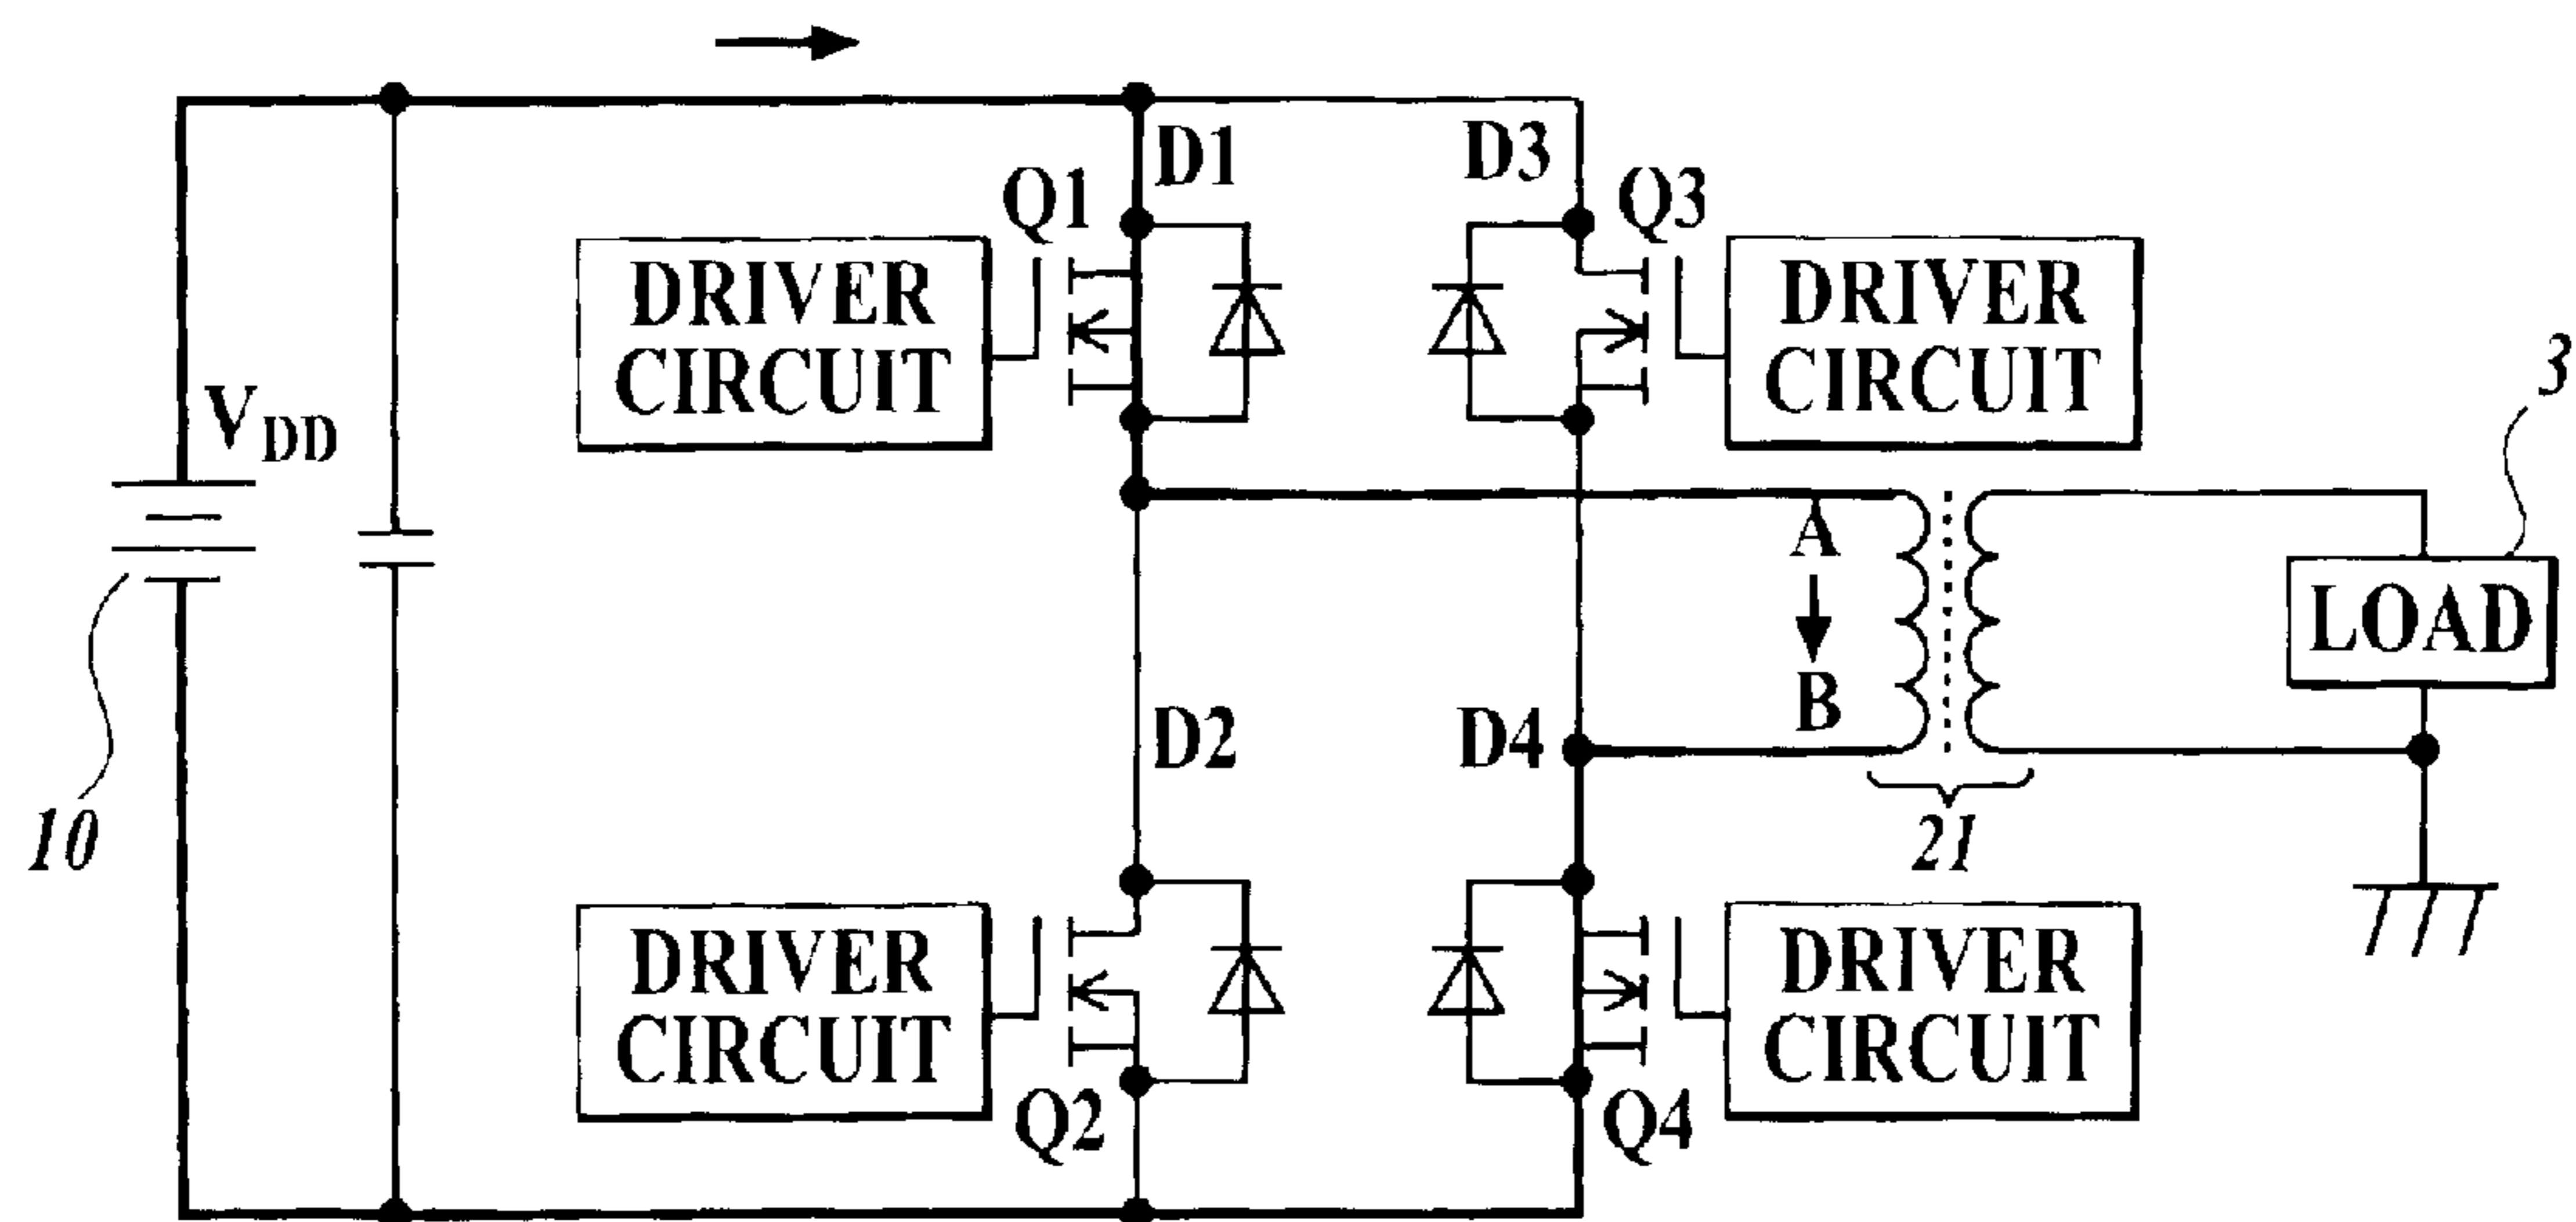 D1
D3
Q1
Q3
DRIVER
CIRCUIT
DRIVER
CIRCUIT
3
VDD
A
LOAD
B
D2
D4
10
21
DRIVER
CIRCUIT
DRIVER
CIRCUIT
Q2
Q4